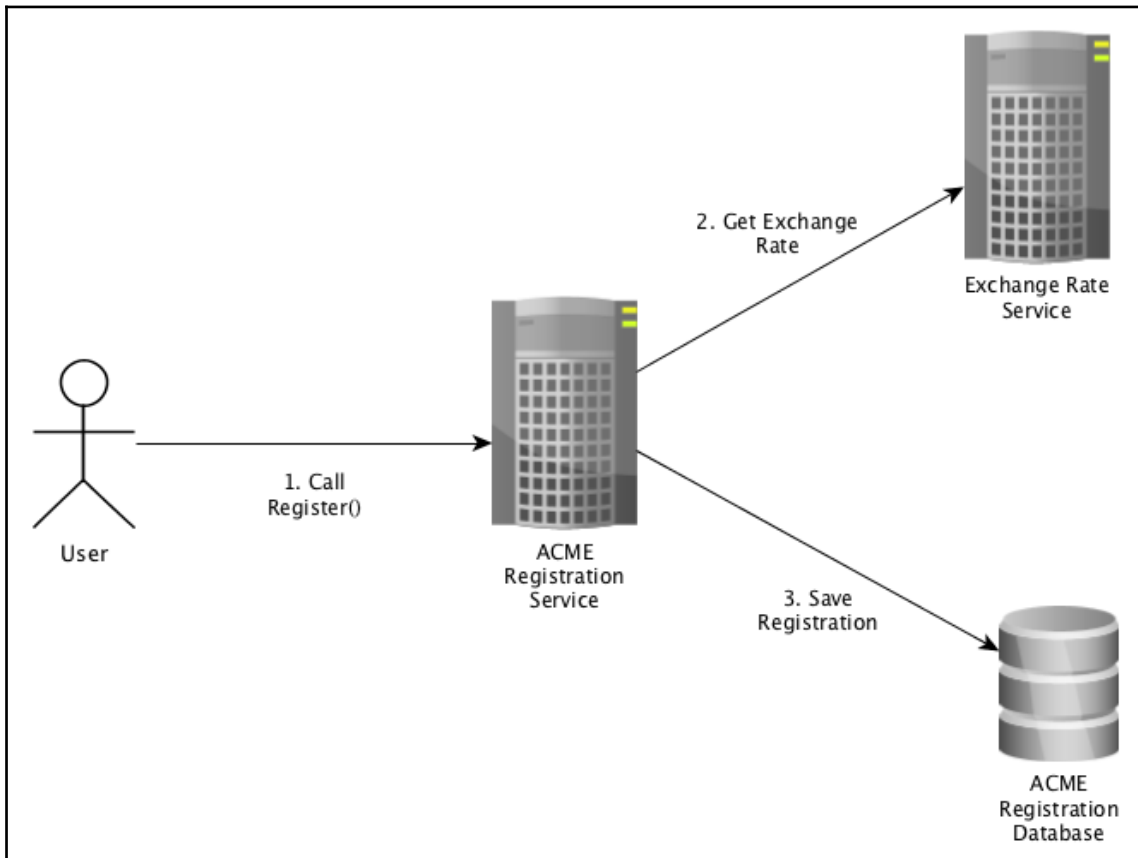 2. Get Exchange
Rate
Exchange Rate
Service
1. Call
Register()
User
ACME
Registration
Service
3. Save
Registration
ACME
Registration
Database